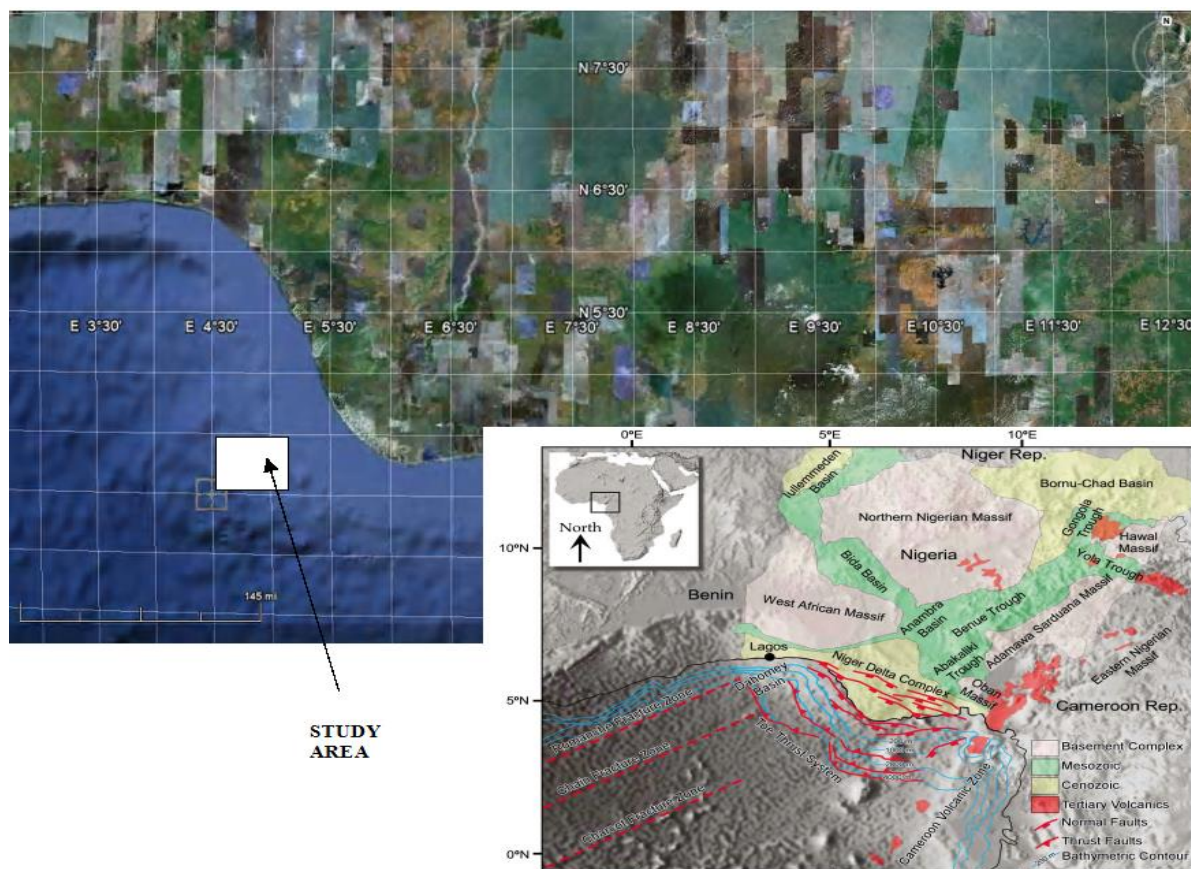 N
N 7°30'
N 6°30'
E 3°30'
E 4°30'
E 5°30'
E 6°30'
N 5°30'
E 7°30'
E 8°30'
E 9°30'
E 10°30'
E 11°30'
E 12°30'
145 mi
STUDY
AREA
0°E
5°E
10°E
North
Iullemmeden
Basin
Niger Rep.
Bornu-Chad Basin
Northern Nigerian Massif
Gongola
Trough
Hawal
Massif
10°N
Nigeria
Yola Trough
Bida Basin
Benin
West African Massif
Anambra
Basin
Benue Trough
Adamawa Sarduana Massif
Lagos
Abakaliki
Trough
Eastern Nigerian
Massif
Niger Delta Complex
Dahomey
Basin
Oban
Massif
5°N
Cameroon Rep.
Romanche Fracture Zone
Toe Thrust System
Chain Fracture Zone
Charcot Fracture Zone
Cameroon Volcanic Zone
Basement Complex
Mesozoic
Cenozoic
Tertiary Volcanics
Normal Faults
Thrust Faults
Bathymetric Contour
0°N